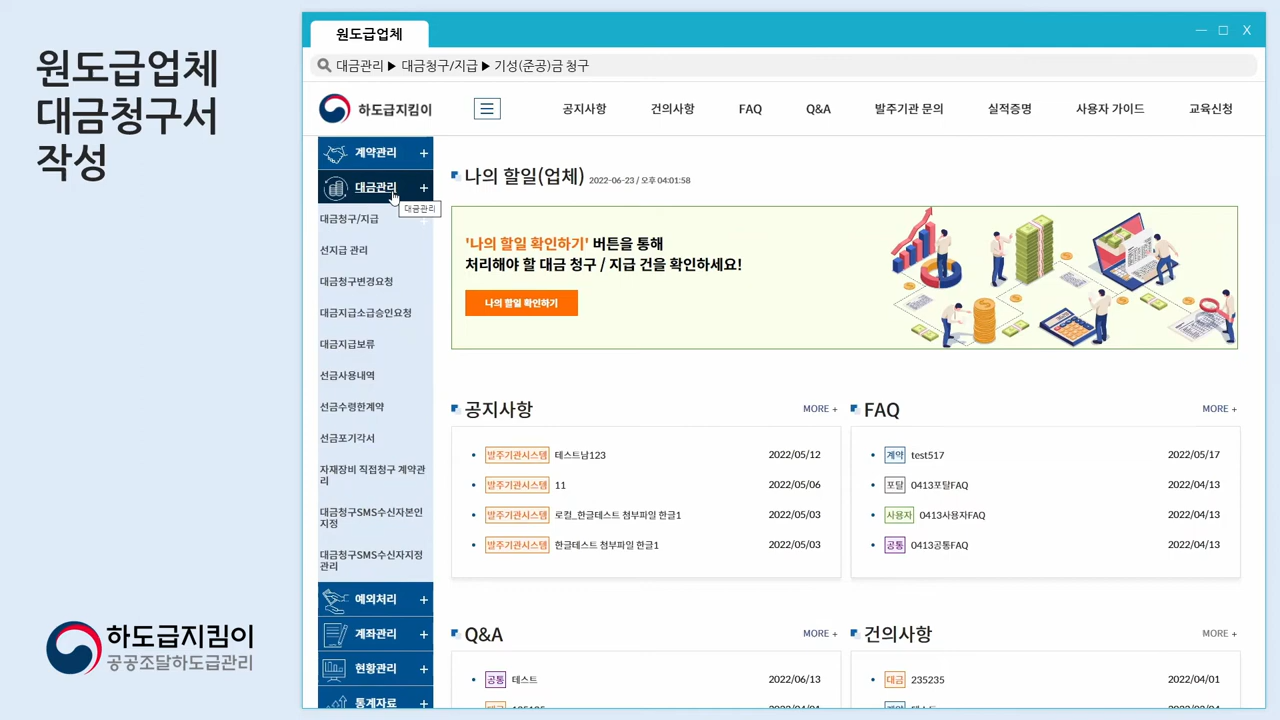 원도급업체
대금청구서
작성
하도급지킴이
공공조달하도급관리
원도급업체
X
대금관리 ▶ 대금청구/지급 ▶ 기성(준공)금 청구
하도급지킴이
공지사항 건의사항 FAQ Q&A 발주기관 문의 실적증명 사용자 가이드 교육신청
계약관리 +
대금관리 +
대금관리
대금청구/지급
선지급 관리
대금청구변경요청
대금지급소급승인요청
대금지급보류
선금사용내역
선금수령한계약
선금포기각서
자재장비 직접청구 계약관
리
대금청구SMS수신자본인
지정
대금청구SMS수신자지정
관리
예외처리 +
계좌관리 +
현황관리 +
통계자료 +
나의 할일(업체) 2022-06-23 / 오후 04:01:58
'나의 할일 확인하기' 버튼을 통해
처리해야 할 대금 청구 / 지급 건을 확인하세요!
나의 할일 확인하기
공지사항 MORE +
발주기관시스템 테스트남123 2022/05/12
발주기관시스템 11 2022/05/06
발주기관시스템 로컬_한글테스트 첨부파일 한글1 2022/05/03
발주기관시스템 한글테스트 첨부파일 한글1 2022/05/03
FAQ MORE +
계약 test517 2022/05/17
포탈 0413포탈FAQ 2022/04/13
사용자 0413사용자FAQ 2022/04/13
공통 0413공통FAQ 2022/04/13
Q&A MORE +
공통 테스트 2022/06/13
건의사항 MORE +
대금 235235 2022/04/01